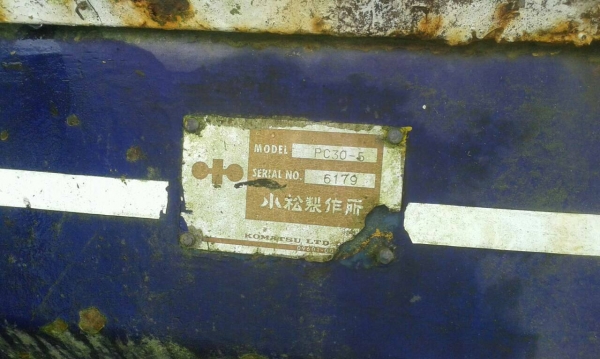 MODEL PC30-5
SERIAL NO. 6179
小松製作所
KOMATSU LTD